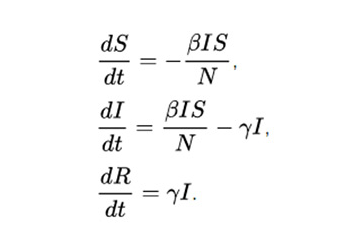 dS/dt = −βIS/N,
dI/dt = βIS/N − γI,
dR/dt = γI.